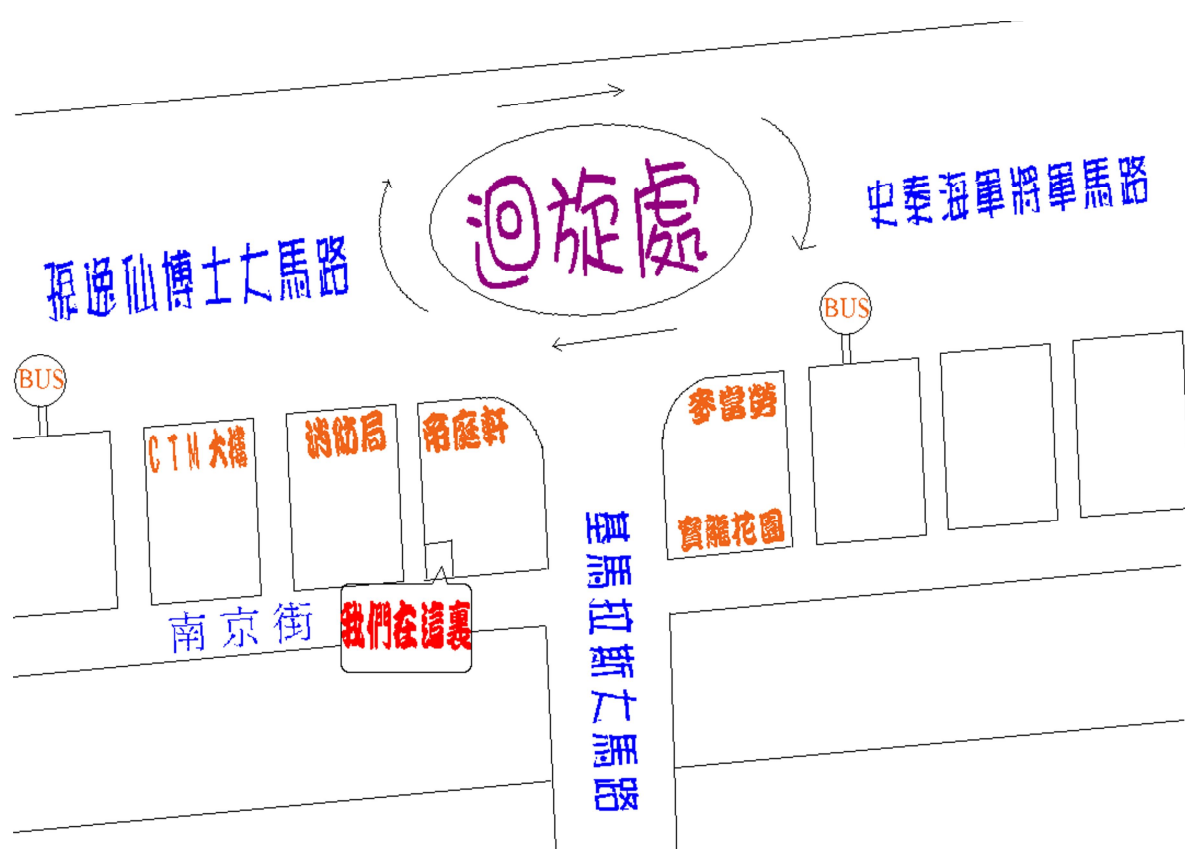 迴旋處
史泰海軍將軍馬路
孫逸仙博士大馬路
BUS
BUS
麥當勞
帝庭軒
消防局
CTM大樓
寶龍花園
基馬拉斯大馬路
南京街
我們在這裏